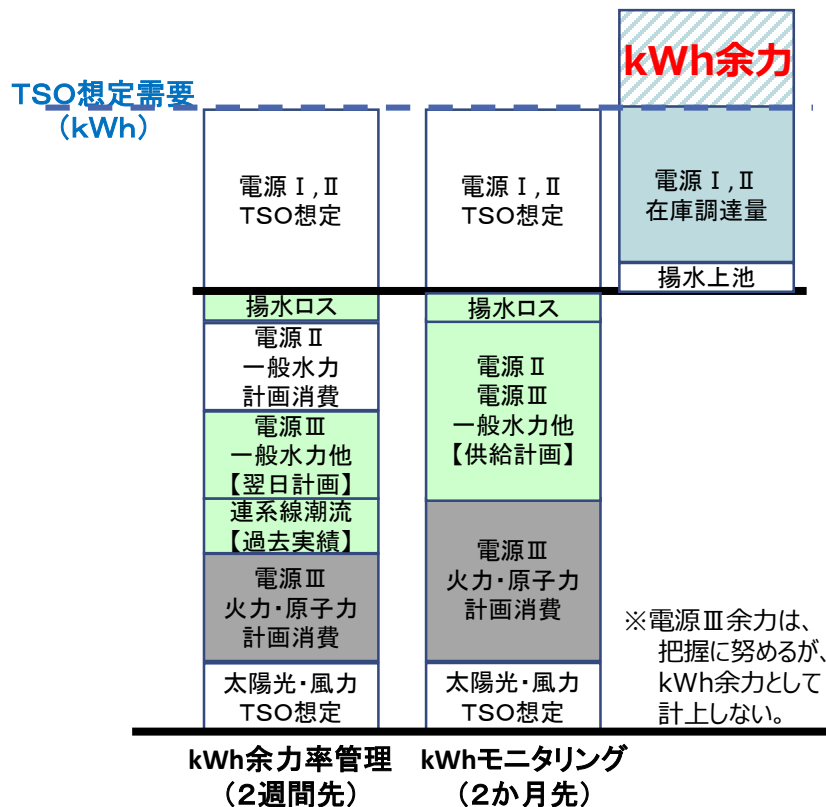 kWh余力
TSO想定需要
(kWh)
電源Ⅰ,Ⅱ
TSO想定
揚水ロス
電源Ⅱ
一般水力
計画消費
電源Ⅲ
一般水力他
【翌日計画】
連系線潮流
【過去実績】
電源Ⅲ
火力・原子力
計画消費
太陽光・風力
TSO想定
kWh余力率管理
(2週間先)
電源Ⅰ,Ⅱ
TSO想定
揚水ロス
電源Ⅱ
電源Ⅲ
一般水力他
【供給計画】
電源Ⅲ
火力・原子力
計画消費
太陽光・風力
TSO想定
kWhモニタリング
(2か月先)
電源Ⅰ,Ⅱ
在庫調達量
揚水上池
※電源Ⅲ余力は、
把握に努めるが、
kWh余力として
計上しない。